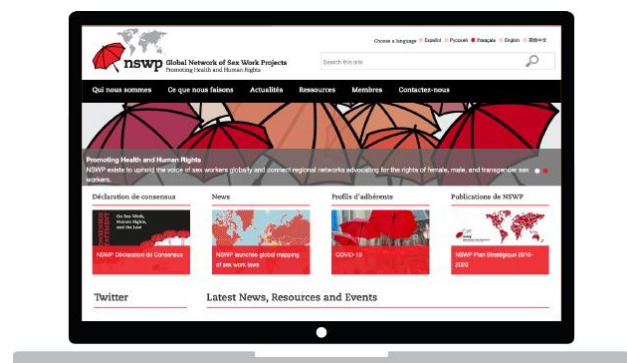 Choose a language Español Русский Français English 简体中文
nswp Global Network of Sex Work Projects
Promoting Health and Human Rights
Search this site
Qui nous sommes Ce que nous faisons Actualités Ressources Membres Contactez-nous
Promoting Health and Human Rights
NSWP exists to uphold the voice of sex workers globally and connect regional networks advocating for the rights of female, male, and transgender sex
workers.
Déclaration de consensus News Profils d'adhérents Publications de NSWP
On Sex Work,
Human Rights,
and the Law
NSWP Déclaration de Consensus
NSWP launches global mapping
of sex work laws
COVID-19
NSWP Plan Stratégique 2016-
2020
Twitter Latest News, Resources and Events